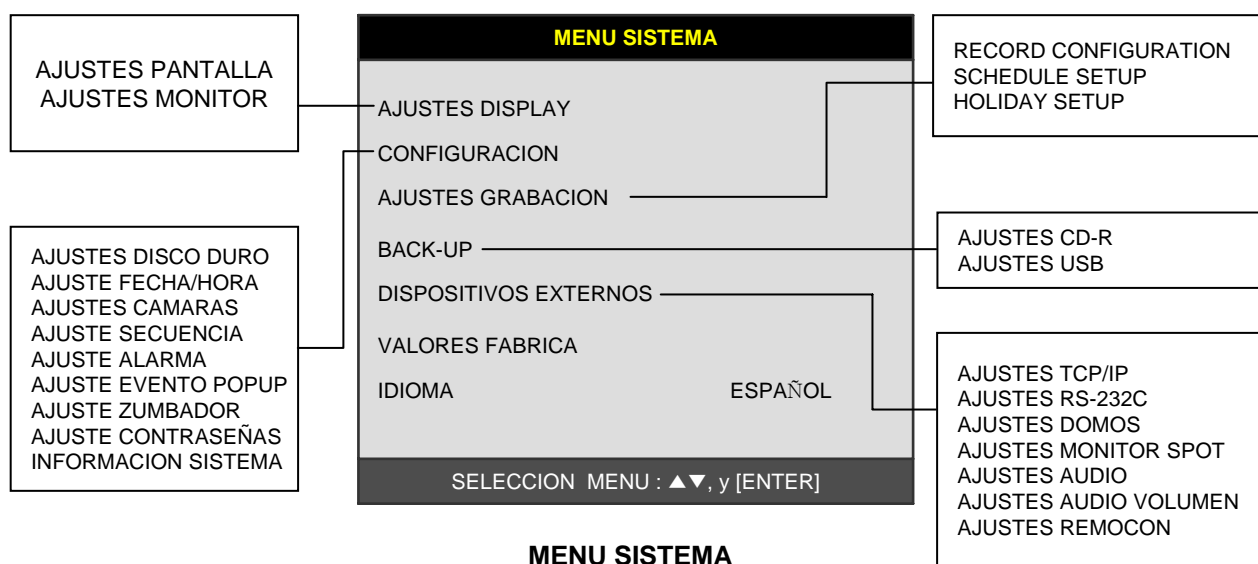 AJUSTES PANTALLA
AJUSTES MONITOR
AJUSTES DISCO DURO
AJUSTE FECHA/HORA
AJUSTES CAMARAS
AJUSTE SECUENCIA
AJUSTE ALARMA
AJUSTE EVENTO POPUP
AJUSTE ZUMBADOR
AJUSTE CONTRASEÑAS
INFORMACION SISTEMA
MENU SISTEMA
AJUSTES DISPLAY
CONFIGURACION
AJUSTES GRABACION
BACK-UP
DISPOSITIVOS EXTERNOS
VALORES FABRICA
IDIOMA ESPAÑOL
SELECCION MENU : ▲▼, y [ENTER]
RECORD CONFIGURATION
SCHEDULE SETUP
HOLIDAY SETUP
AJUSTES CD-R
AJUSTES USB
AJUSTES TCP/IP
AJUSTES RS-232C
AJUSTES DOMOS
AJUSTES MONITOR SPOT
AJUSTES AUDIO
AJUSTES AUDIO VOLUMEN
AJUSTES REMOCON
MENU SISTEMA